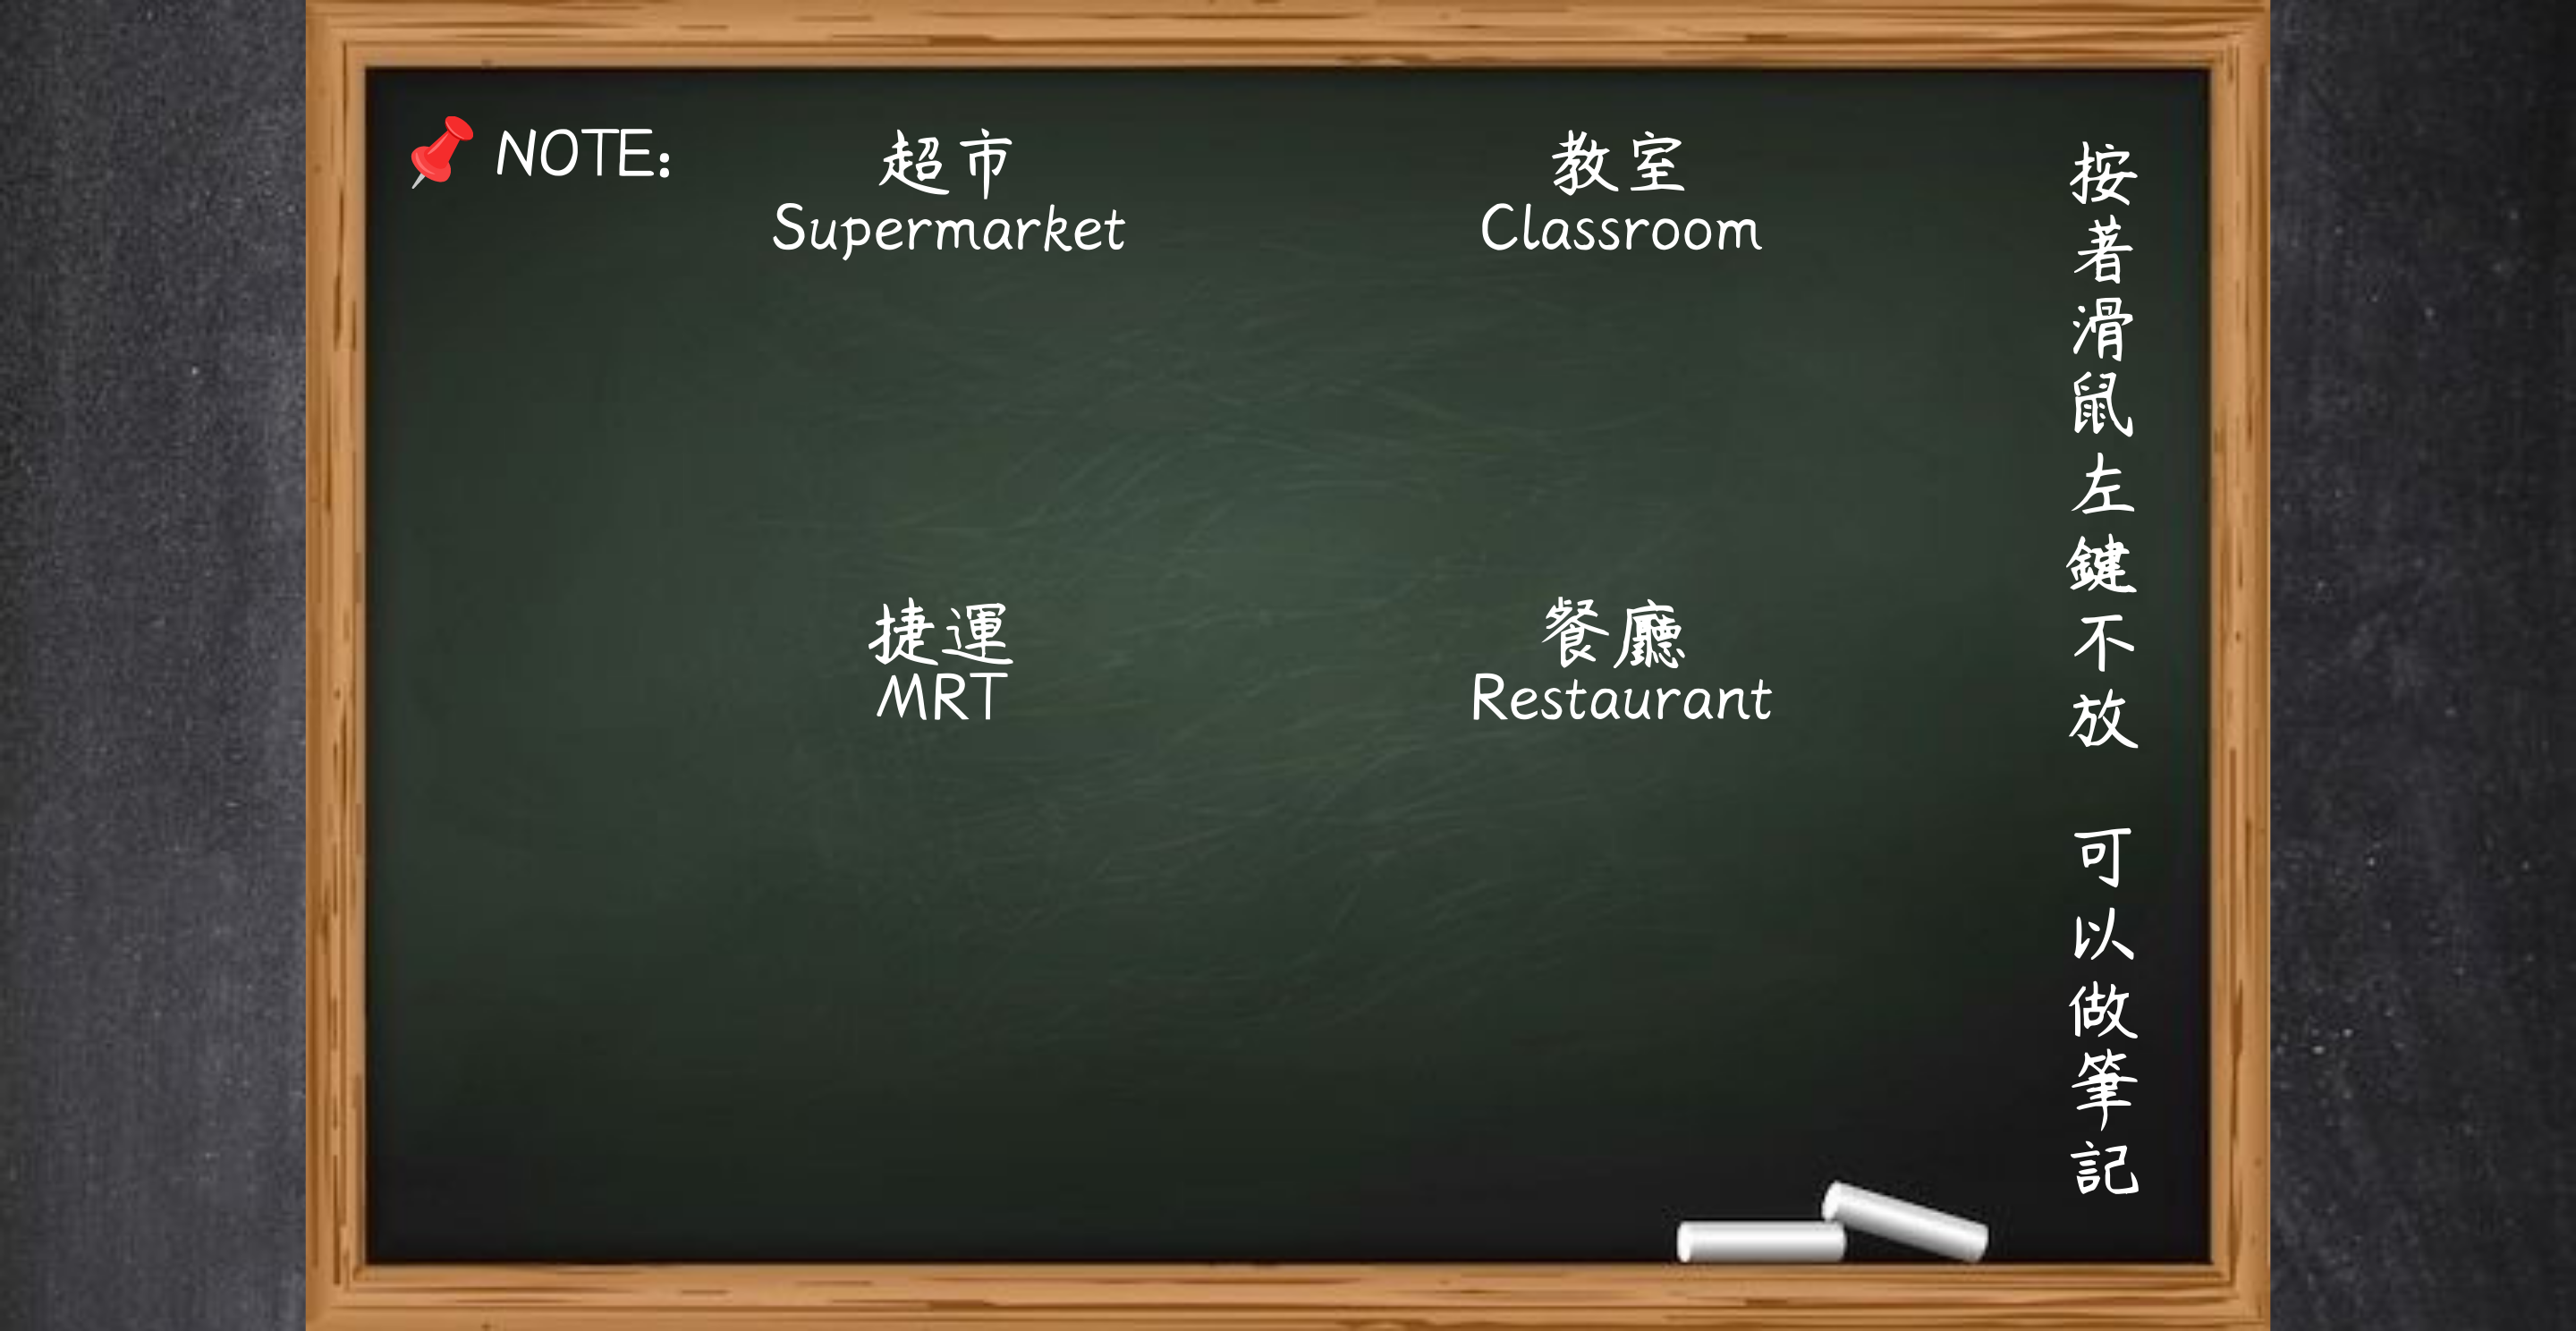 NOTE:
超市
Supermarket
教室
Classroom
捷運
MRT
餐廳
Restaurant
按著滑鼠左鍵不放 可以做筆記